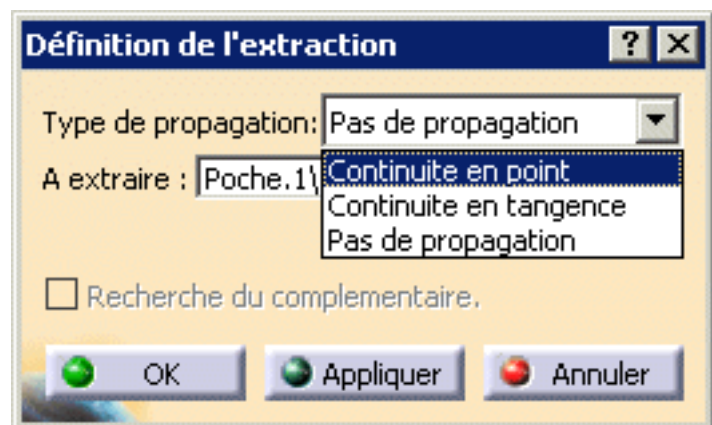 Définition de l'extraction
Type de propagation: Pas de propagation
A extraire : Poche.1\
Continuite en point
Continuite en tangence
Pas de propagation
Recherche du complementaire.
OK Appliquer Annuler